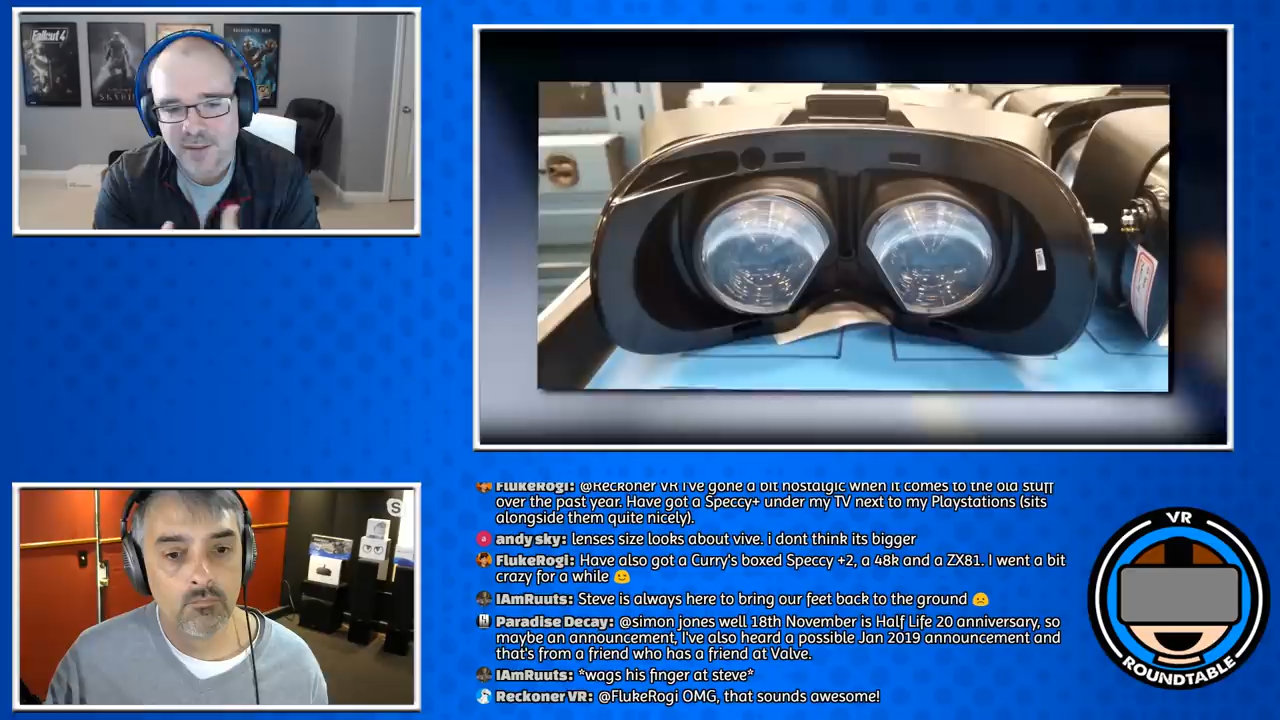 Fallout 4
SKYRIM
FlukeRogi: @Reckoner VR I've gone a bit nostalgic when it comes to the old stuff
over the past year. Have got a Speccy+ under my TV next to my Playstations (sits
alongside them quite nicely).
andy sky: lenses size looks about vive. i dont think its bigger
FlukeRogi: Have also got a Curry's boxed Speccy +2, a 48k and a ZX81. I went a bit
crazy for a while 😊
IAmRuuts: Steve is always here to bring our feet back to the ground 🙁
Paradise Decay: @simon jones well 18th November is Half Life 20 anniversary, so
maybe an announcement, I've also heard a possible Jan 2019 announcement and
that's from a friend who has a friend at Valve.
IAmRuuts: *wags his finger at steve*
Reckoner VR: @FlukeRogi OMG, that sounds awesome!
VR
ROUNDTABLE